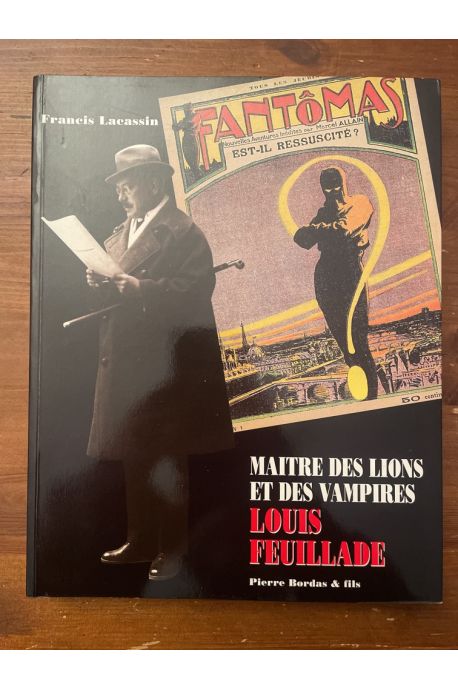 Francis Lacassin
TOUS LES JEUDIS
FANTÔMAS
Nouvelles Aventures Inédites par Marcel ALLAIN
EST-IL RESSUSCITÉ ?
50 centimes
MAITRE DES LIONS
ET DES VAMPIRES
LOUIS
FEUILLADE
Pierre Bordas & fils